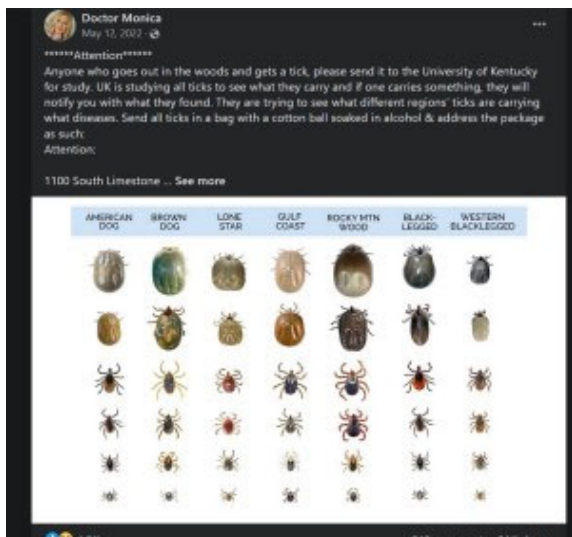 Doctor Monica
May 12, 2022 ·
******Attention******
Anyone who goes out in the woods and gets a tick, please send it to the University of Kentucky
for study. UK is studying all ticks to see what they carry and if one carries something, they will
notify you with what they found. They are trying to see what different regions' ticks are carrying
what diseases. Send all ticks in a bag with a cotton ball soaked in alcohol & address the package
as such:
Attention:
1100 South Limestone ... See more
AMERICAN DOG
BROWN DOG
LONE STAR
GULF COAST
ROCKY MTN WOOD
BLACK-LEGGED
WESTERN BLACKLEGGED